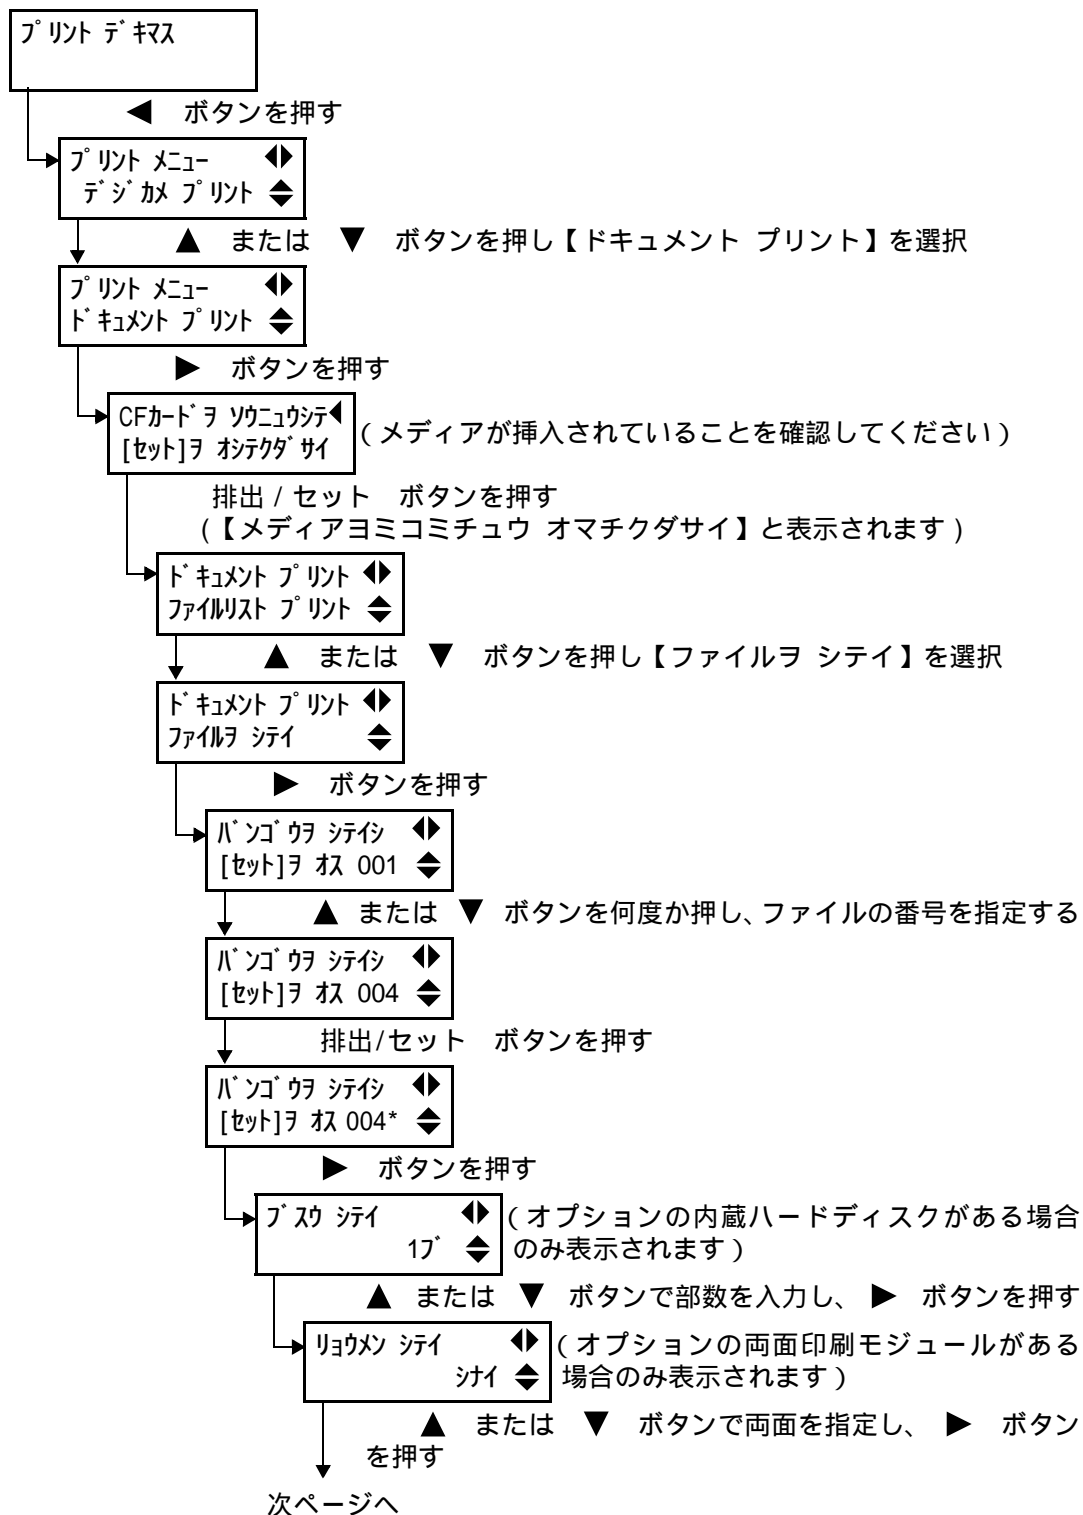 ﾌﾟﾘﾝﾄ ﾃﾞｷﾏｽ
◀ ボタンを押す
ﾌﾟﾘﾝﾄ ﾒﾆｭｰ ◀▶
ﾃﾞｼﾞｶﾒ ﾌﾟﾘﾝﾄ ▲▼
▲ または ▼ ボタンを押し【ドキュメント プリント】を選択
ﾌﾟﾘﾝﾄ ﾒﾆｭｰ ◀▶
ﾄﾞｷｭﾒﾝﾄ ﾌﾟﾘﾝﾄ ▲▼
▶ ボタンを押す
CFｶｰﾄﾞｦ ｿｳﾆｭｳｼﾃ◀
[ｾｯﾄ]ｦ ｵｼﾃｸﾀﾞｻｲ
(メディアが挿入されていることを確認してください)
排出 / セット ボタンを押す
(【メディアヨミコミチュウ オマチクダサイ】と表示されます)
ﾄﾞｷｭﾒﾝﾄ ﾌﾟﾘﾝﾄ ◀▶
ﾌｧｲﾙﾘｽﾄ ﾌﾟﾘﾝﾄ ▲▼
▲ または ▼ ボタンを押し【ファイルヲ シテイ】を選択
ﾄﾞｷｭﾒﾝﾄ ﾌﾟﾘﾝﾄ ◀▶
ﾌｧｲﾙｦ ｼﾃｲ ▲▼
▶ ボタンを押す
ﾊﾞﾝｺﾞｳｦ ｼﾃｲｼ ◀▶
[ｾｯﾄ]ｦ ｵｽ 001 ▲▼
▲ または ▼ ボタンを何度か押し、ファイルの番号を指定する
ﾊﾞﾝｺﾞｳｦ ｼﾃｲｼ ◀▶
[ｾｯﾄ]ｦ ｵｽ 004 ▲▼
排出/セット ボタンを押す
ﾊﾞﾝｺﾞｳｦ ｼﾃｲｼ ◀▶
[ｾｯﾄ]ｦ ｵｽ 004* ▲▼
▶ ボタンを押す
ﾌﾞｽｳ ｼﾃｲ ◀▶
1ﾌﾞ ▲▼
(オプションの内蔵ハードディスクがある場合
のみ表示されます)
▲ または ▼ ボタンで部数を入力し、 ▶ ボタンを押す
ﾘｮｳﾒﾝ ｼﾃｲ ◀▶
ｼﾅｲ ▲▼
(オプションの両面印刷モジュールがある
場合のみ表示されます)
▲ または ▼ ボタンで両面を指定し、 ▶ ボタン
を押す
次ページへ